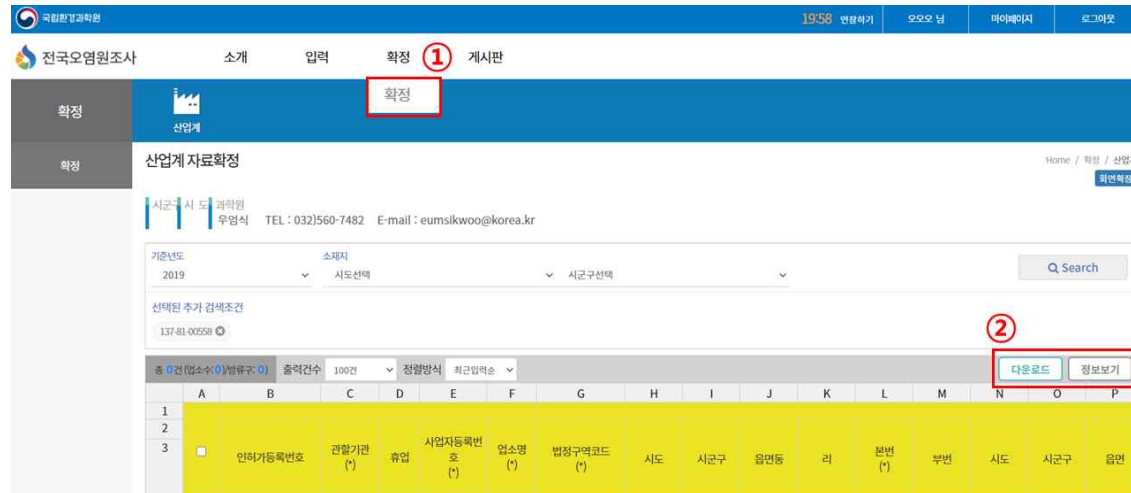 국립환경과학원 19:58 연장하기 오오오 님 마이페이지 로그아웃
전국오염원조사 소개 입력 확정 ① 게시판
확정
확정
산업계
확정
산업계 자료확정
Home / 확정 / 산업
화면확장
시군구 시 도 과학원
우엄식 TEL : 032)560-7482 E-mail : eumsikwoo@korea.kr
기준년도 소재지
2019 시도선택 시군구선택 Search
선택된 추가 검색조건
137-81-00558
②
총 0건(업소수:0)/방류구: 0) 출력건수 100건 정렬방식 최근입력순 다운로드 정보보기
A B C D E F G H I J K L M N O P
1
2
3 인허가등록번호 관할기관 (*) 휴업 사업자등록번호 (*) 업소명 (*) 법정구역코드 (*) 시도 시군구 읍면동 리 본번 (*) 부번 시도 시군구 읍면